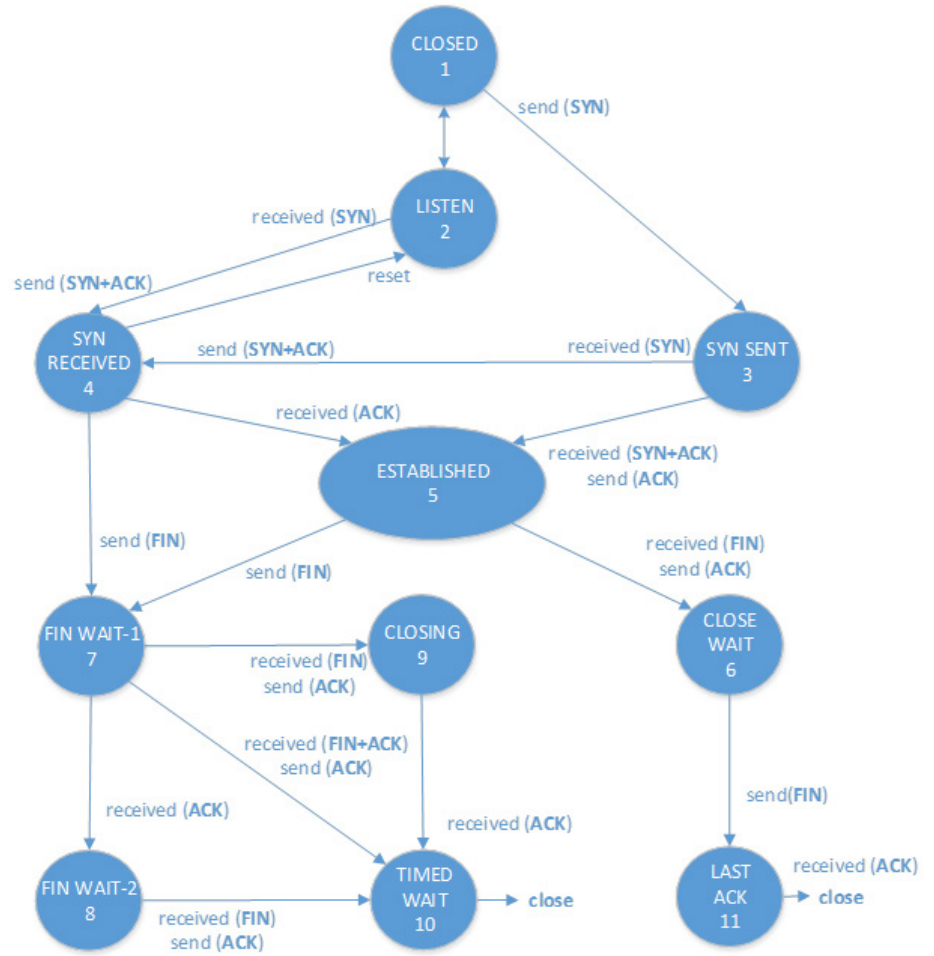 CLOSED
1
send (SYN)
LISTEN
2
received (SYN)
send (SYN+ACK)
reset
SYN
RECEIVED
4
send (SYN+ACK)
received (SYN)
SYN SENT
3
received (ACK)
ESTABLISHED
5
received (SYN+ACK)
send (ACK)
send (FIN)
send (FIN)
received (FIN)
send (ACK)
FIN WAIT-1
7
CLOSING
9
CLOSE
WAIT
6
received (FIN)
send (ACK)
received (FIN+ACK)
send (ACK)
received (ACK)
received (ACK)
send(FIN)
FIN WAIT-2
8
received (FIN)
send (ACK)
TIMED
WAIT
10
close
LAST
ACK
11
received (ACK)
close